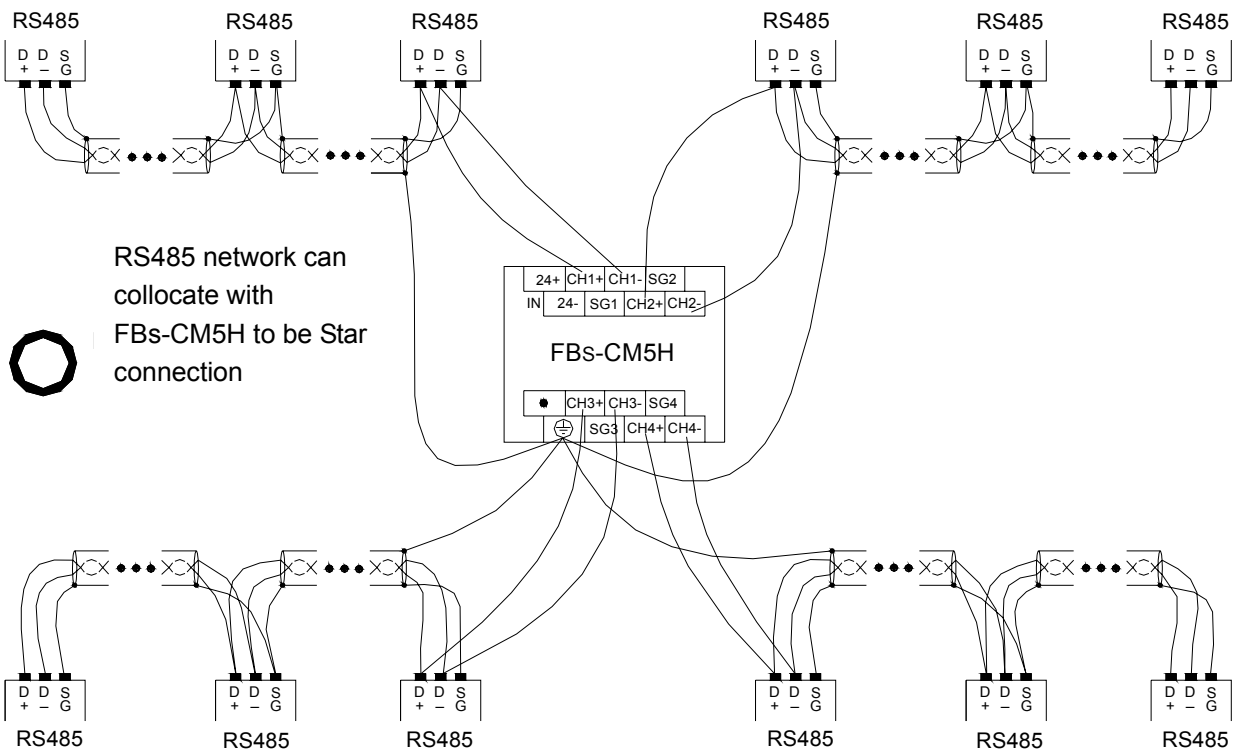 RS485 RS485 RS485 RS485 RS485 RS485
D D S D D S D D S D D S D D S D D S
+ – G + – G + – G + – G + – G + – G
RS485 network can
collocate with
FBs-CM5H to be Star
connection
24+ CH1+ CH1- SG2
IN 24- SG1 CH2+ CH2-
FBs-CM5H
CH3+ CH3- SG4
SG3 CH4+ CH4-
D D S D D S D D S D D S D D S D D S
+ – G + – G + – G + – G + – G + – G
RS485 RS485 RS485 RS485 RS485 RS485